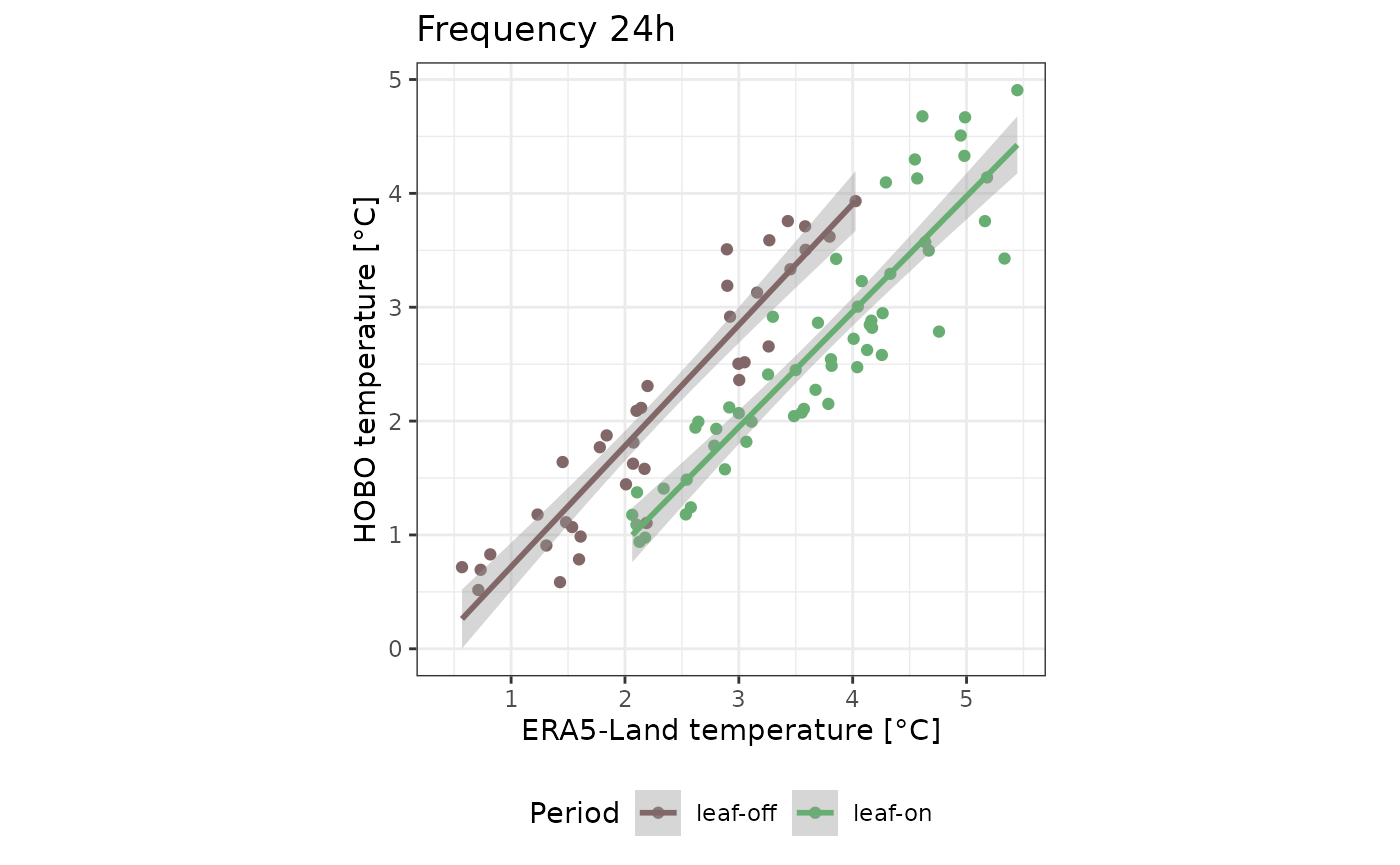 Frequency 24h
5
4
3
2
1
0
HOBO temperature [°C]
1 2 3 4 5
ERA5-Land temperature [°C]
Period leaf-off leaf-on